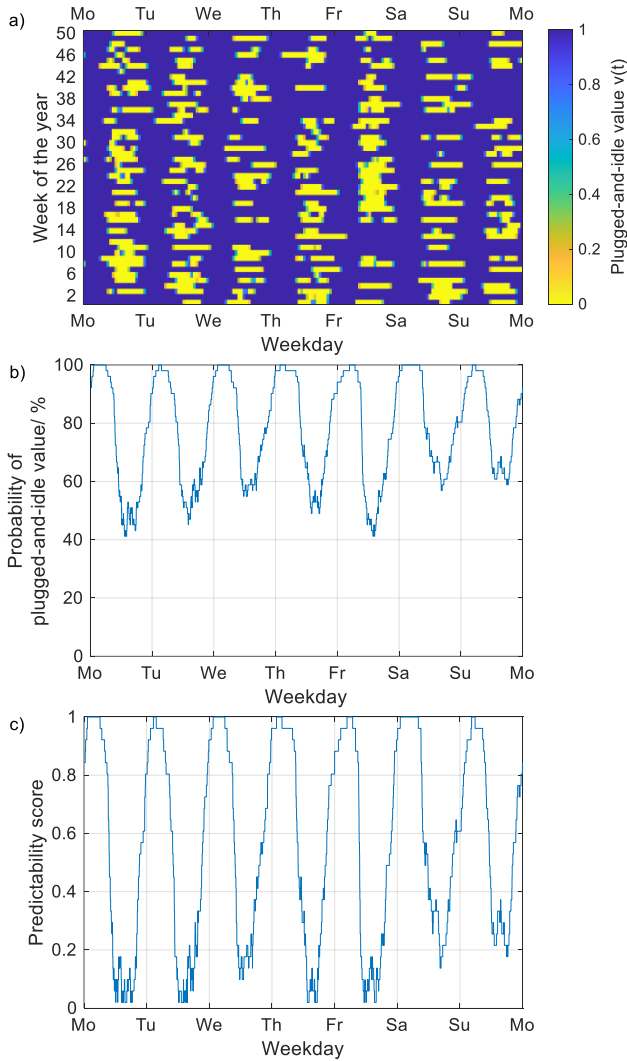 a)
Mo Tu We Th Fr Sa Su Mo
50
46
42
38
34
30
26
22
18
14
10
6
2
Week of the year
Mo Tu We Th Fr Sa Su Mo
Weekday
1
0.8
0.6
0.4
0.2
0
Plugged-and-idle value v(t)
b)
100
80
60
40
20
0
Probability of
plugged-and-idle value/ %
Mo Tu We Th Fr Sa Su Mo
Weekday
c)
1
0.8
0.6
0.4
0.2
0
Predictability score
Mo Tu We Th Fr Sa Su Mo
Weekday